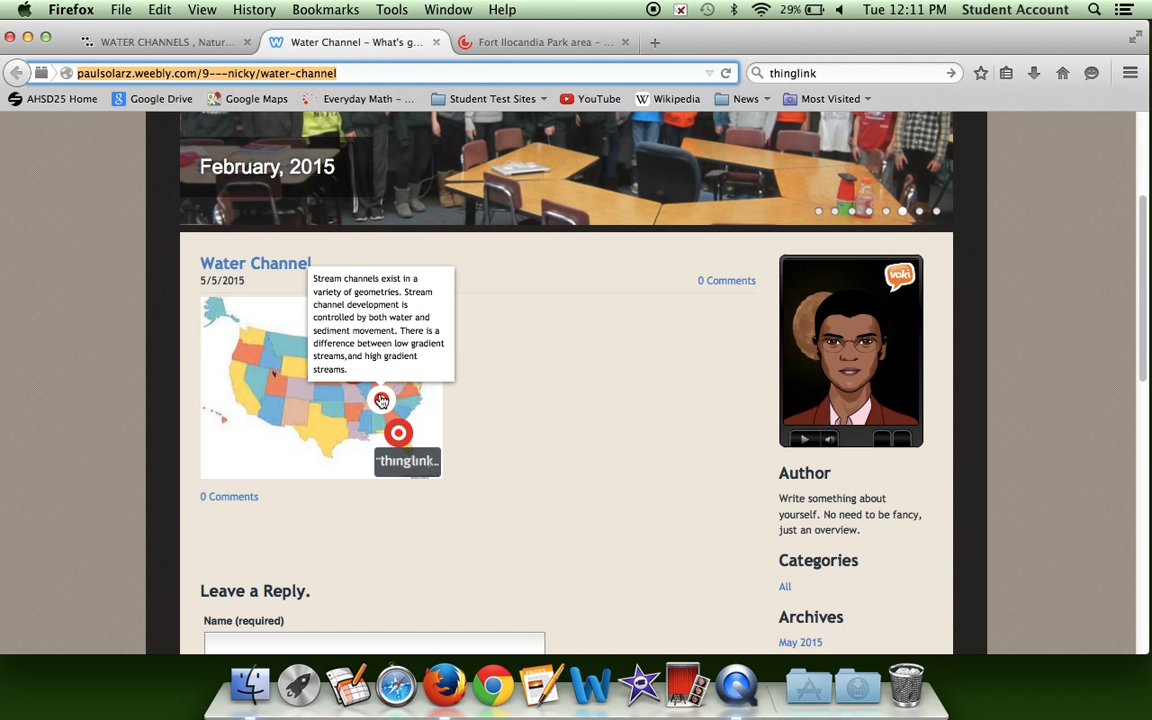 Firefox File Edit View History Bookmarks Tools Window Help 29% Tue 12:11 PM Student Account
WATER CHANNELS , Natur... Water Channel - What's g... Fort Ilocandia Park area - ...
paulsolarz.weebly.com/9---nicky/water-channel thinglink
AHSD25 Home Google Drive Google Maps Everyday Math – ... Student Test Sites YouTube Wikipedia News Most Visited
February, 2015
Water Channel
5/5/2015 0 Comments
Stream channels exist in a
variety of geometries. Stream
channel development is
controlled by both water and
sediment movement. There is a
difference between low gradient
streams,and high gradient
streams.
thinglink..
0 Comments
Leave a Reply.
Name (required)
voki
Author
Write something about
yourself. No need to be fancy,
just an overview.
Categories
All
Archives
May 2015